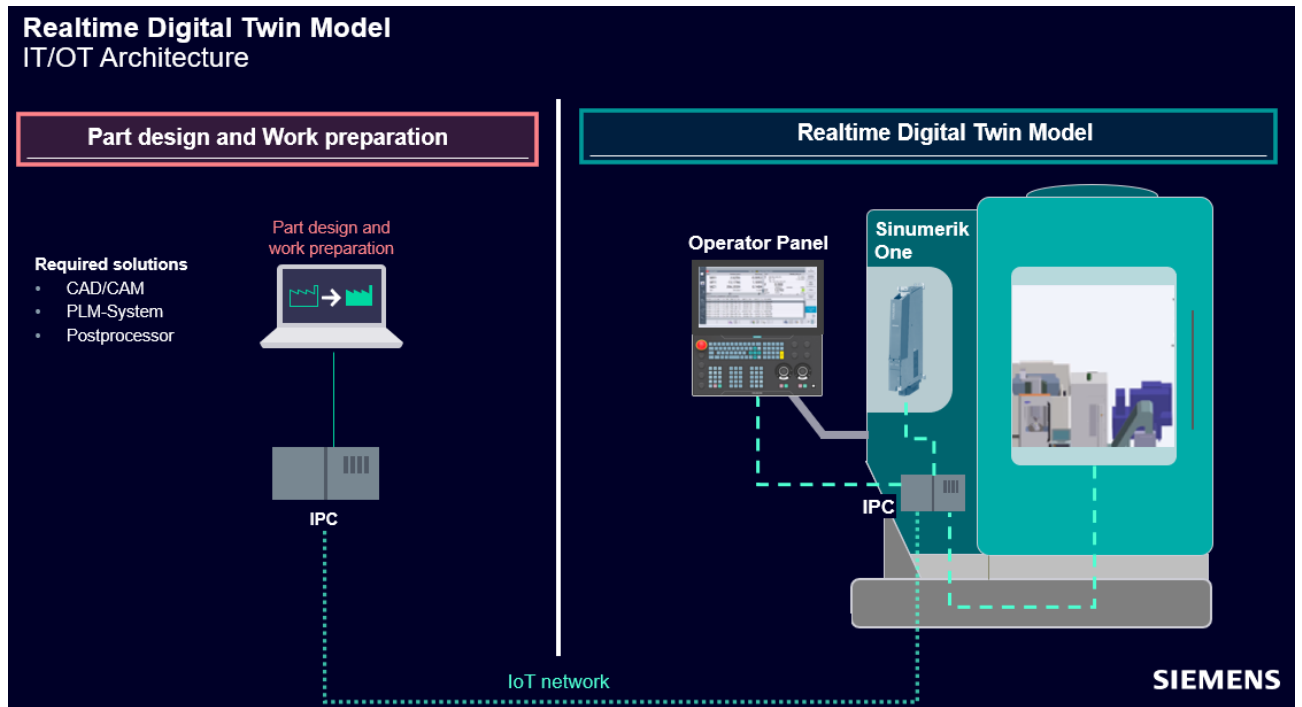 Realtime Digital Twin Model
IT/OT Architecture
Part design and Work preparation
Realtime Digital Twin Model
Part design and
work preparation
Required solutions
• CAD/CAM
• PLM-System
• Postprocessor
IPC
Operator Panel
Sinumerik
One
IPC
IoT network
SIEMENS